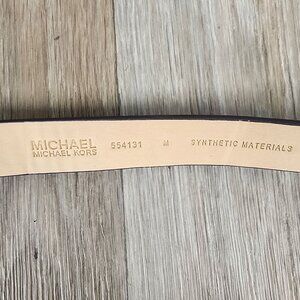 MICHAEL
MICHAEL KORS 554131 M SYNTHETIC MATERIALS